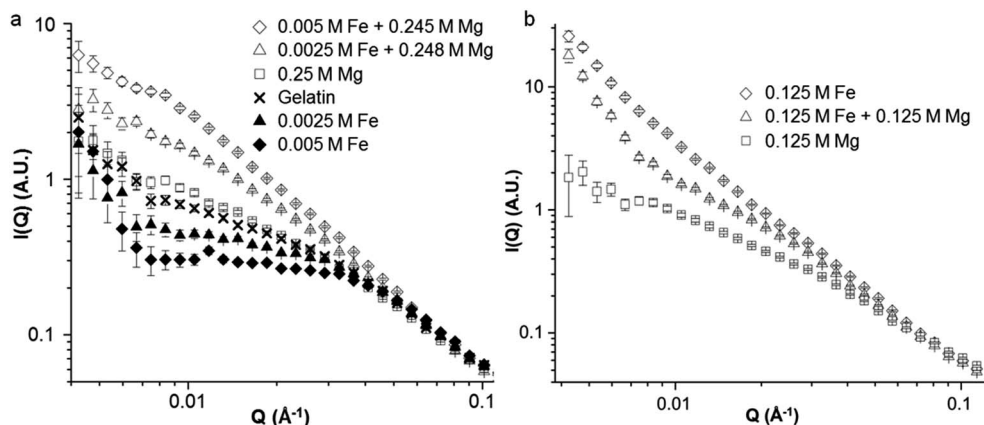 a
10
1
0.1
I(Q) (A.U.)
0.01
0.1
Q (Å⁻¹)
0.005 M Fe + 0.245 M Mg
0.0025 M Fe + 0.248 M Mg
0.25 M Mg
Gelatin
0.0025 M Fe
0.005 M Fe
b
10
1
0.1
I(Q) (A.U.)
0.01
0.1
Q (Å⁻¹)
0.125 M Fe
0.125 M Fe + 0.125 M Mg
0.125 M Mg